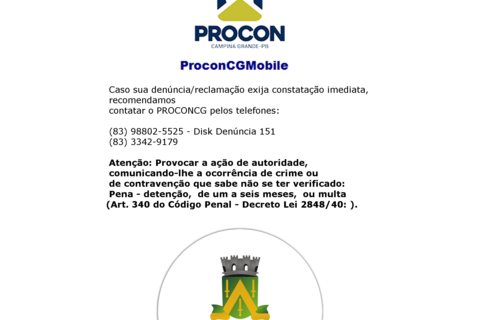 PROCON
CAMPINA GRANDE-PB
ProconCGMobile
Caso sua denúncia/reclamação exija constatação imediata,
recomendamos
contatar o PROCONCG pelos telefones:
(83) 98802-5525 - Disk Denúncia 151
(83) 3342-9179
Atenção: Provocar a ação de autoridade,
comunicando-lhe a ocorrência de crime ou
de contravenção que sabe não se ter verificado:
Pena - detenção, de um a seis meses, ou multa
(Art. 340 do Código Penal - Decreto Lei 2848/40: ).